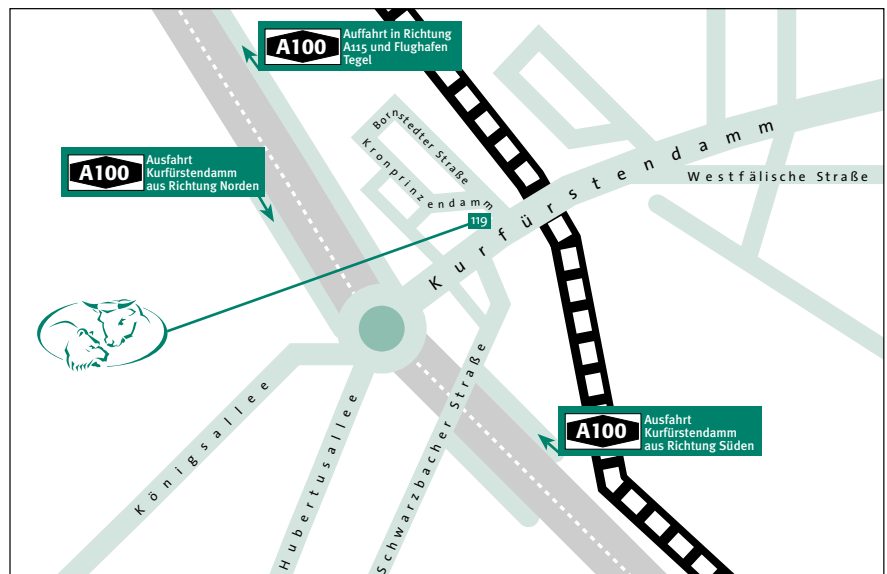 A100
Auffahrt in Richtung
A115 und Flughafen
Tegel
A100
Ausfahrt
Kurfürstendamm
aus Richtung Norden
Bornstedter Straße
Kronprinzendamm
119
Kurfürstendamm
Westfälische Straße
Königsallee
Hubertusallee
Schwarzbacher Straße
A100
Ausfahrt
Kurfürstendamm
aus Richtung Süden